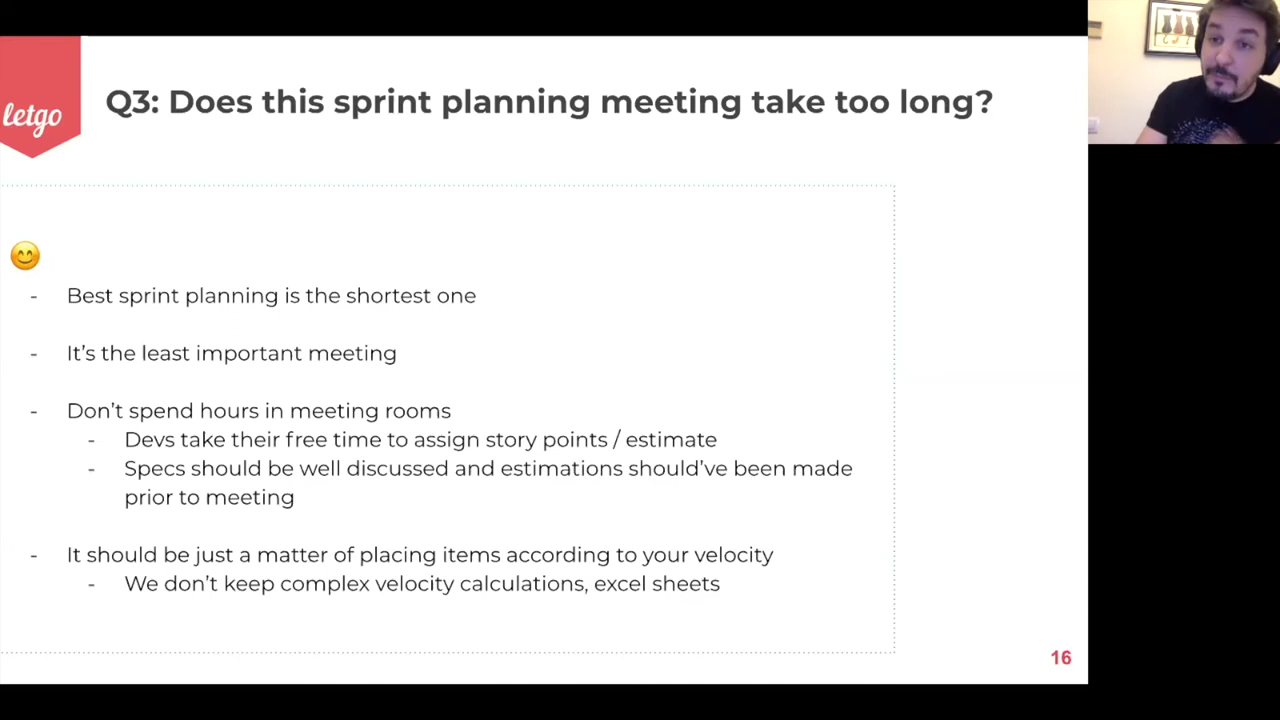 letgo
Q3: Does this sprint planning meeting take too long?
- Best sprint planning is the shortest one
- It's the least important meeting
- Don't spend hours in meeting rooms
- Devs take their free time to assign story points / estimate
- Specs should be well discussed and estimations should've been made
prior to meeting
- It should be just a matter of placing items according to your velocity
- We don't keep complex velocity calculations, excel sheets
16